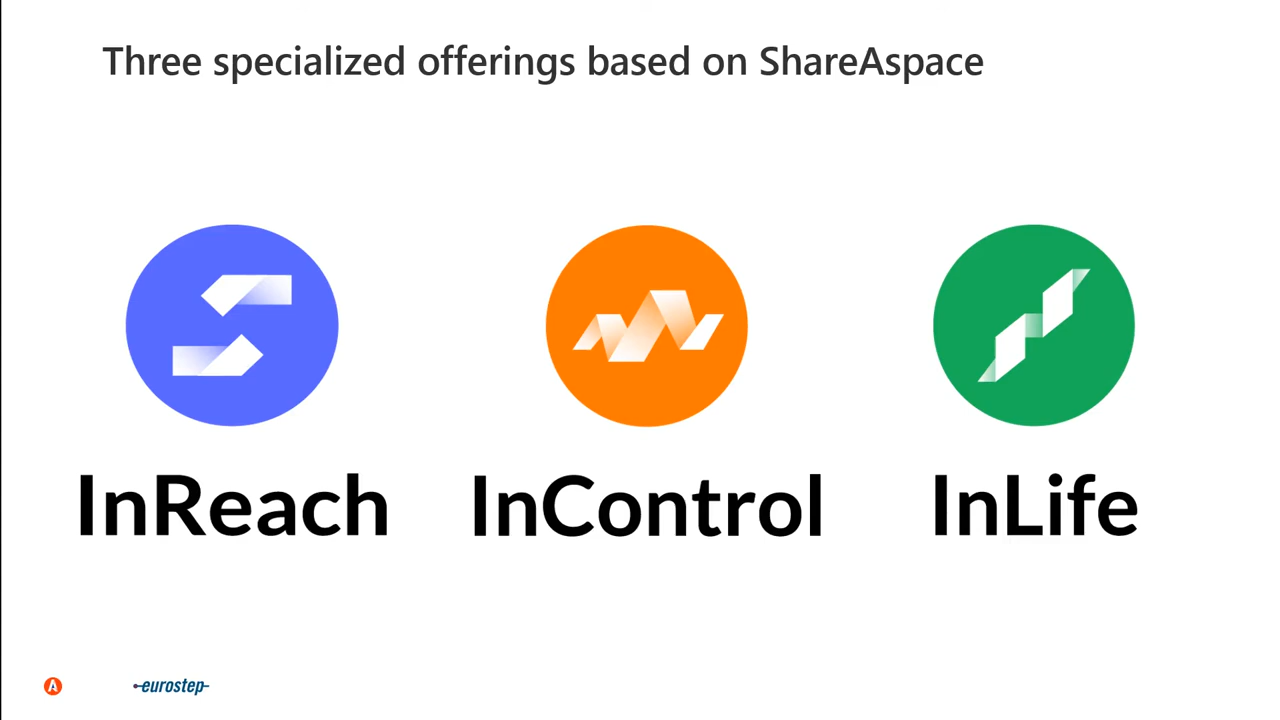 Three specialized offerings based on ShareAspace
InReach
InControl
InLife
A
eurostep